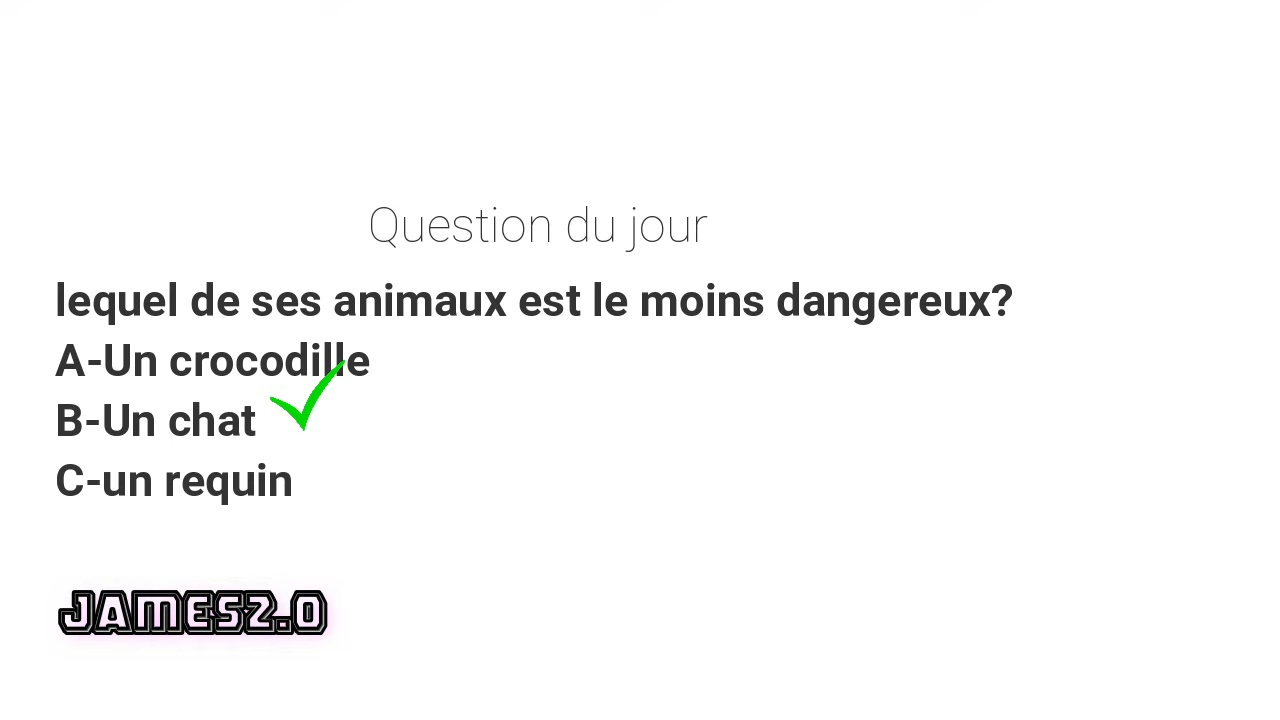 Question du jour
lequel de ses animaux est le moins dangereux?
A-Un crocodille
B-Un chat
C-un requin
JAMES2.0